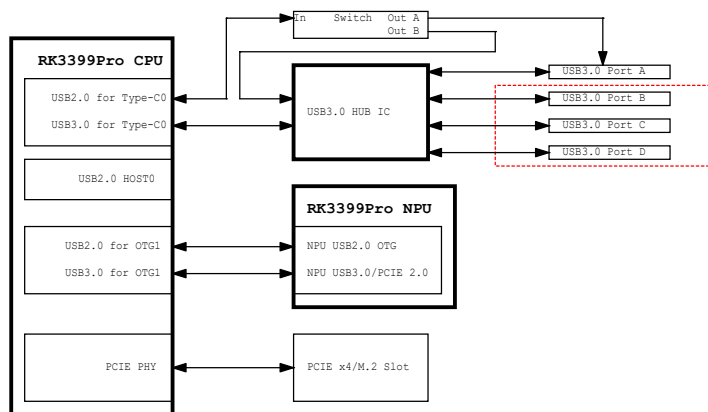 In Switch Out A
Out B
RK3399Pro CPU
USB2.0 for Type-C0
USB3.0 for Type-C0
USB2.0 HOST0
USB2.0 for OTG1
USB3.0 for OTG1
PCIE PHY
USB3.0 HUB IC
USB3.0 Port A
USB3.0 Port B
USB3.0 Port C
USB3.0 Port D
RK3399Pro NPU
NPU USB2.0 OTG
NPU USB3.0/PCIE 2.0
PCIE x4/M.2 Slot